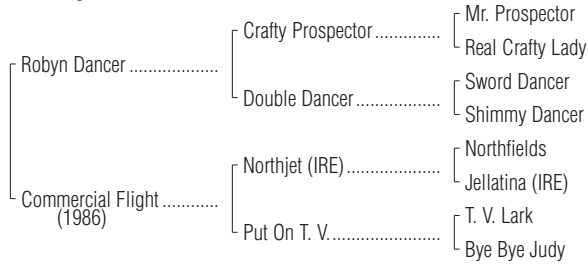 Mr. Prospector
Crafty Prospector ..............
Real Crafty Lady
Robyn Dancer ...................
Sword Dancer
Double Dancer ..................
Shimmy Dancer
Northfields
Northjet (IRE) ....................
Jellatina (IRE)
Commercial Flight ............
(1986)
T. V. Lark
Put On T. V. .......................
Bye Bye Judy